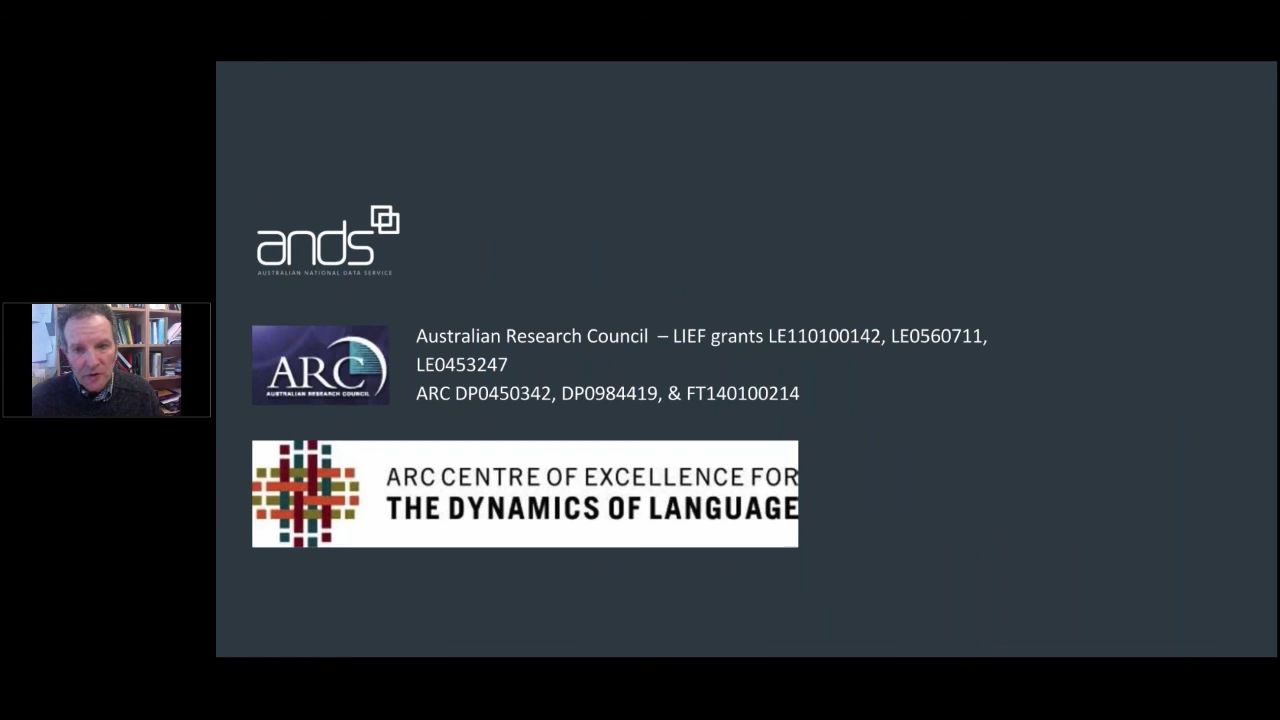 ands
AUSTRALIAN NATIONAL DATA SERVICE
ARC
AUSTRALIAN RESEARCH COUNCIL
Australian Research Council – LIEF grants LE110100142, LE0560711,
LE0453247
ARC DP0450342, DP0984419, & FT140100214
ARC CENTRE OF EXCELLENCE FOR
THE DYNAMICS OF LANGUAGE